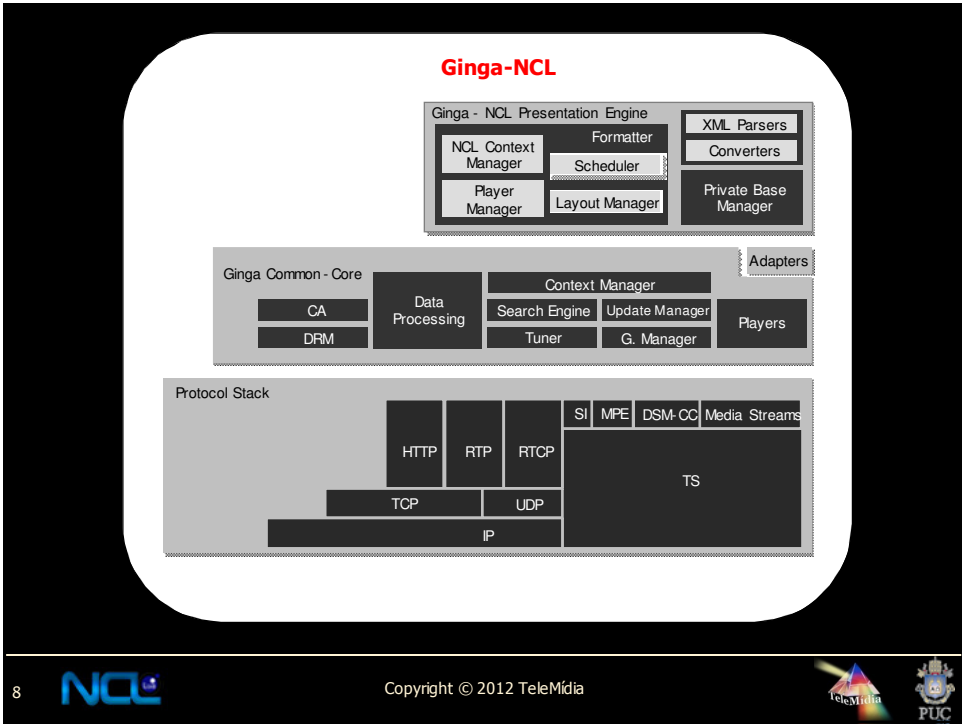 Ginga-NCL
Ginga - NCL Presentation Engine
Formatter
NCL Context
Manager
Scheduler
Player
Manager
Layout Manager
XML Parsers
Converters
Private Base
Manager
Adapters
Ginga Common-Core
CA
DRM
Data
Processing
Context Manager
Search Engine
Update Manager
Tuner
G. Manager
Players
Protocol Stack
HTTP
RTP
RTCP
SI
MPE
DSM-CC
Media Streams
TS
TCP
UDP
IP
8
NCL
Copyright © 2012 TeleMídia
TeleMídia
PUC